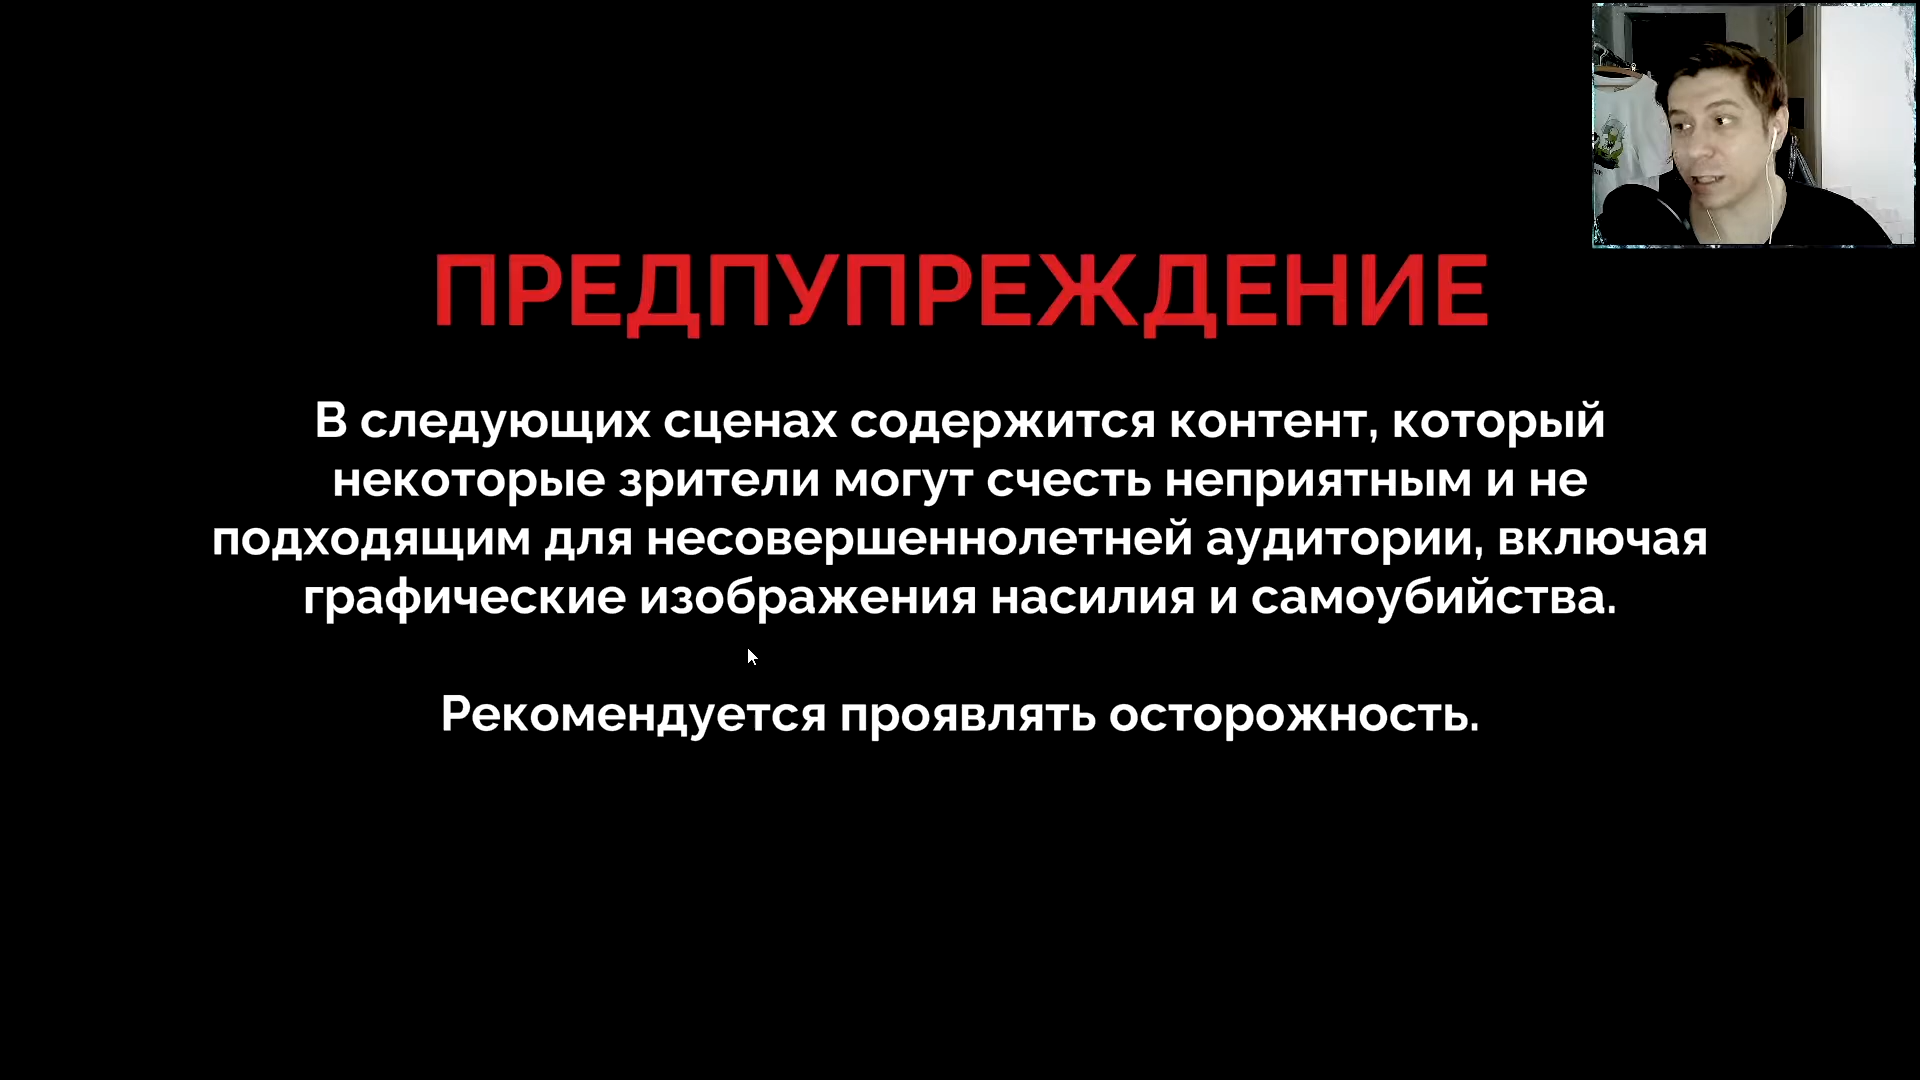 ПРЕДПУПРЕЖДЕНИЕ
В следующих сценах содержится контент, который
некоторые зрители могут счесть неприятным и не
подходящим для несовершеннолетней аудитории, включая
графические изображения насилия и самоубийства.
Рекомендуется проявлять осторожность.